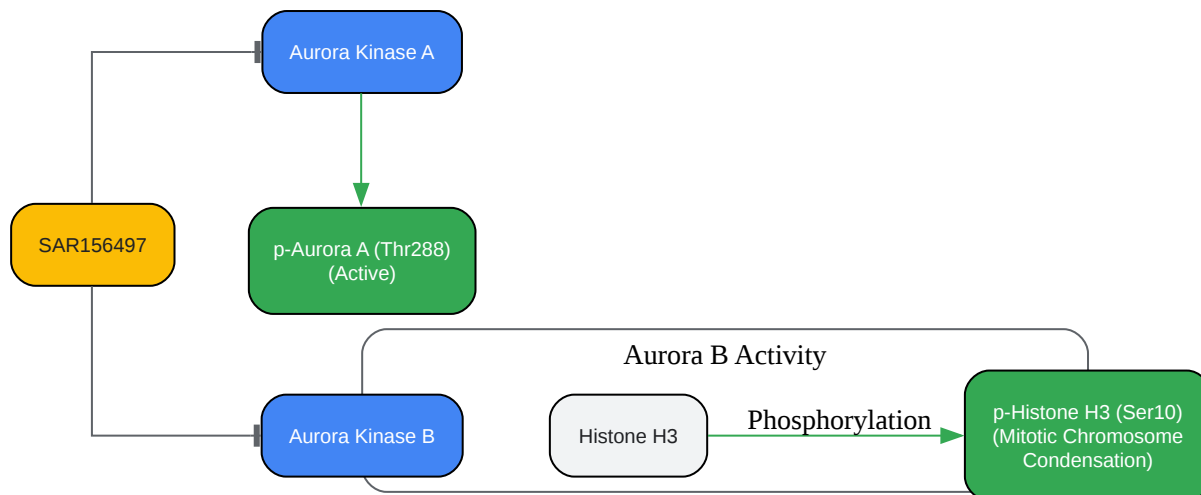 Aurora Kinase A
SAR156497
p-Aurora A (Thr288)
(Active)
Aurora B Activity
Aurora Kinase B
Histone H3
Phosphorylation
p-Histone H3 (Ser10)
(Mitotic Chromosome
Condensation)